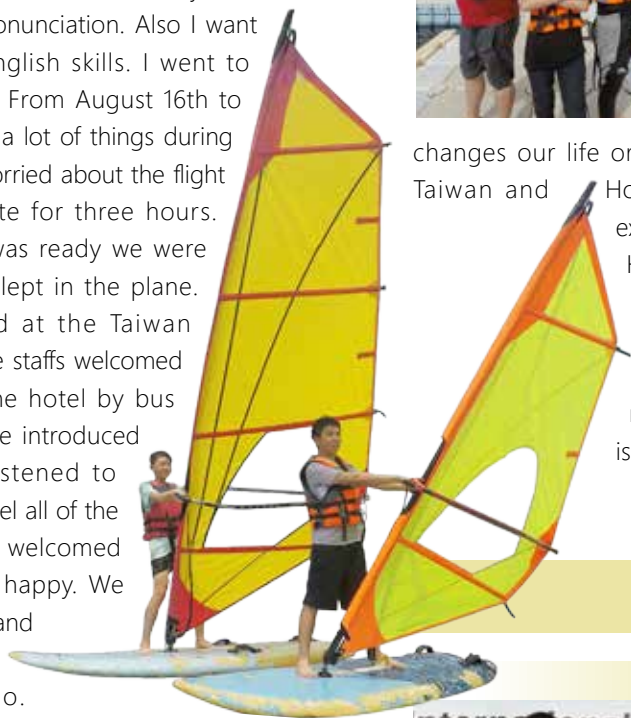 onunciation. Also I want
nglish skills. I went to
From August 16th to
a lot of things during
orried about the flight
te for three hours.
was ready we were
lept in the plane.
d at the Taiwan
e staffs welcomed
he hotel by bus
e introduced
stened to
el all of the
welcomed
happy. We
and
o.
changes our life or
Taiwan and Ho
ex
is